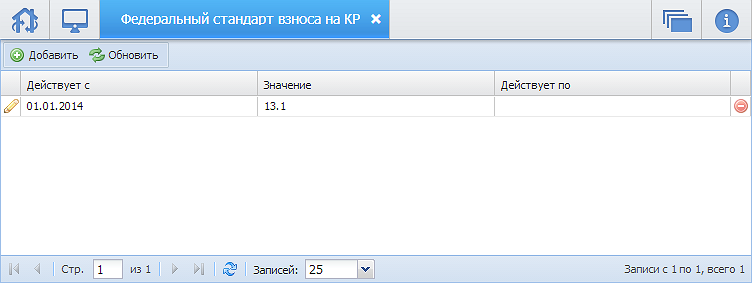 Федеральный стандарт взноса на КР
Добавить Обновить
Действует с Значение Действует по
01.01.2014 13.1
Стр. 1 из 1 Записей: 25 Записи с 1 по 1, всего 1